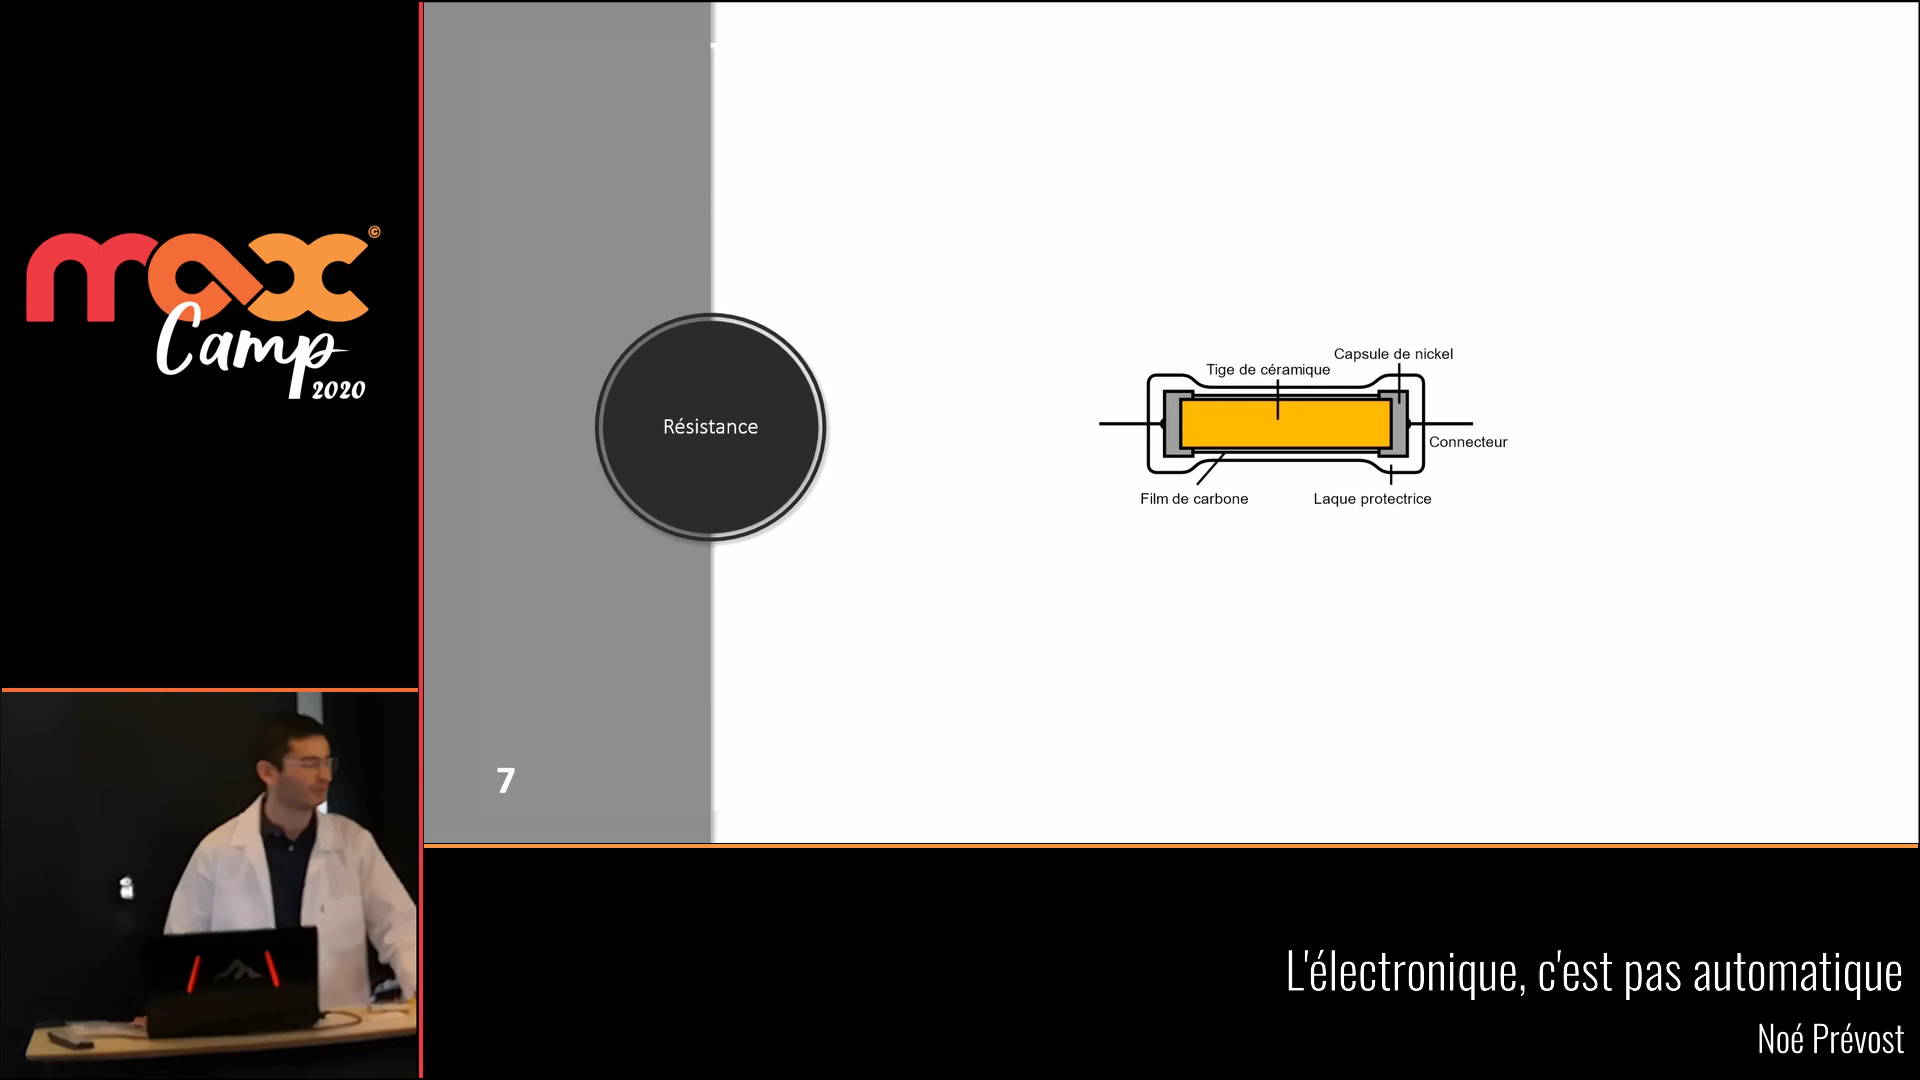 max©
Camp
2020
Résistance
7
Capsule de nickel
Tige de céramique
Connecteur
Film de carbone
Laque protectrice
L'électronique, c'est pas automatique
Noé Prévost